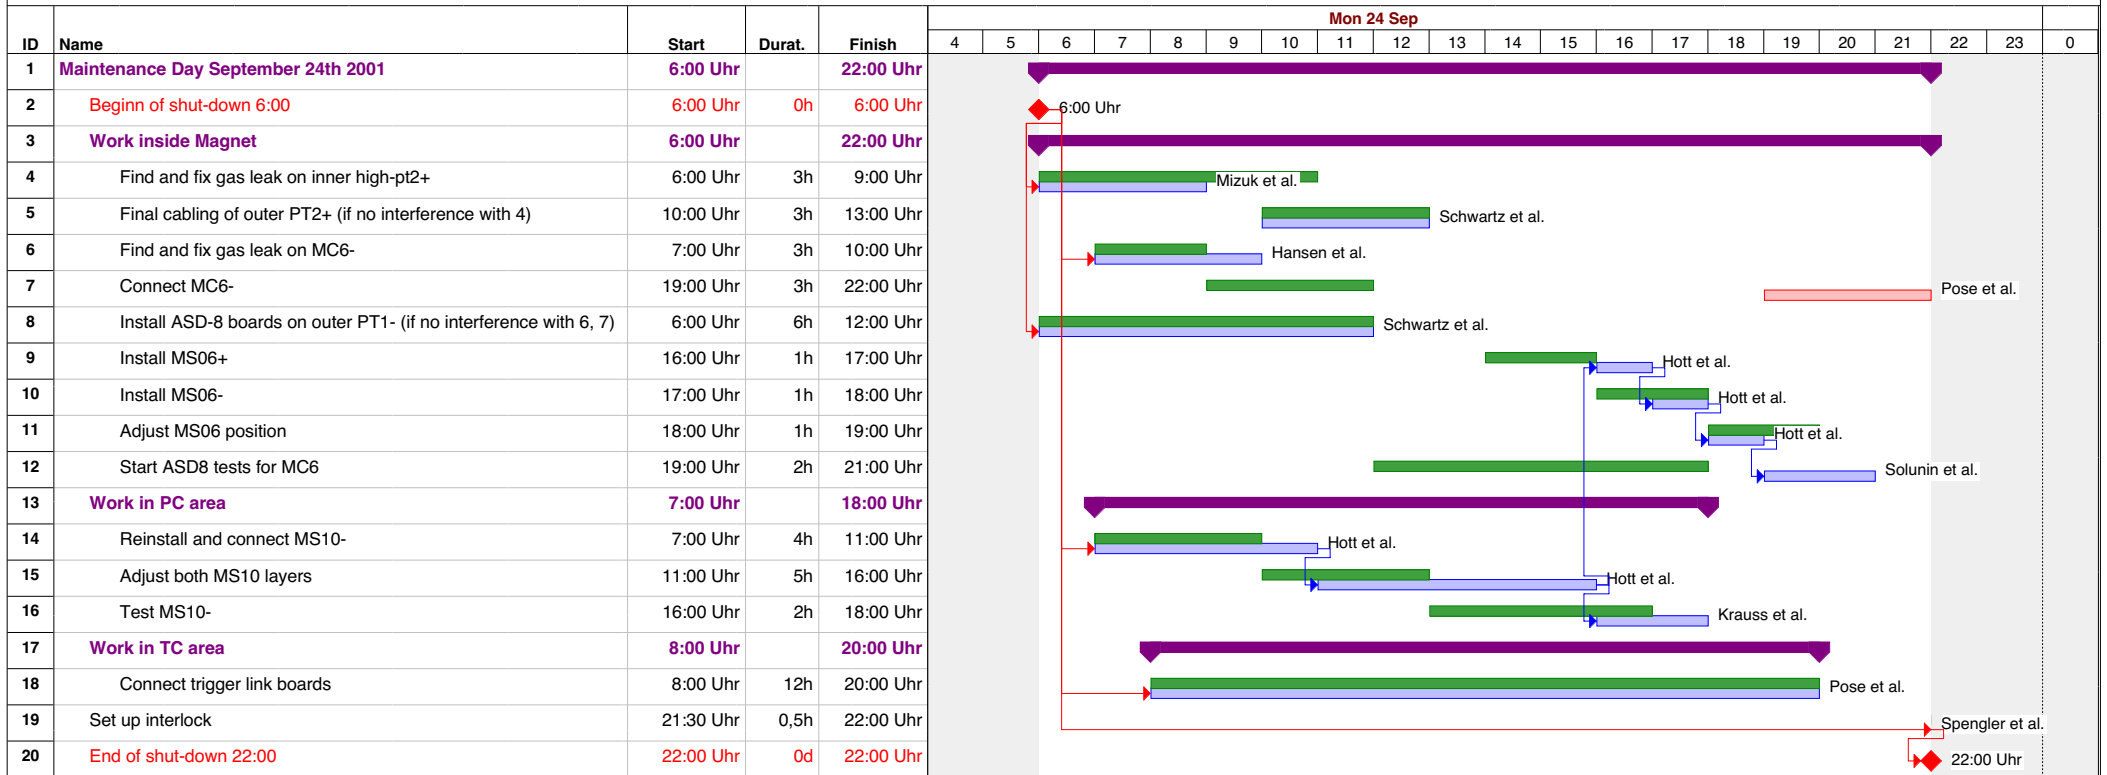 Mon 24 Sep
ID Name Start Durat. Finish 4 5 6 7 8 9 10 11 12 13 14 15 16 17 18 19 20 21 22 23 0
1 Maintenance Day September 24th 2001 6:00 Uhr 22:00 Uhr
2 Beginn of shut-down 6:00 6:00 Uhr 0h 6:00 Uhr 6:00 Uhr
3 Work inside Magnet 6:00 Uhr 22:00 Uhr
4 Find and fix gas leak on inner high-pt2+ 6:00 Uhr 3h 9:00 Uhr Mizuk et al.
5 Final cabling of outer PT2+ (if no interference with 4) 10:00 Uhr 3h 13:00 Uhr Schwartz et al.
6 Find and fix gas leak on MC6- 7:00 Uhr 3h 10:00 Uhr Hansen et al.
7 Connect MC6- 19:00 Uhr 3h 22:00 Uhr Pose et al.
8 Install ASD-8 boards on outer PT1- (if no interference with 6, 7) 6:00 Uhr 6h 12:00 Uhr Schwartz et al.
9 Install MS06+ 16:00 Uhr 1h 17:00 Uhr Hott et al.
10 Install MS06- 17:00 Uhr 1h 18:00 Uhr Hott et al.
11 Adjust MS06 position 18:00 Uhr 1h 19:00 Uhr Hott et al.
12 Start ASD8 tests for MC6 19:00 Uhr 2h 21:00 Uhr Solunin et al.
13 Work in PC area 7:00 Uhr 18:00 Uhr
14 Reinstall and connect MS10- 7:00 Uhr 4h 11:00 Uhr Hott et al.
15 Adjust both MS10 layers 11:00 Uhr 5h 16:00 Uhr Hott et al.
16 Test MS10- 16:00 Uhr 2h 18:00 Uhr Krauss et al.
17 Work in TC area 8:00 Uhr 20:00 Uhr
18 Connect trigger link boards 8:00 Uhr 12h 20:00 Uhr Pose et al.
19 Set up interlock 21:30 Uhr 0,5h 22:00 Uhr Spengler et al.
20 End of shut-down 22:00 22:00 Uhr 0d 22:00 Uhr 22:00 Uhr